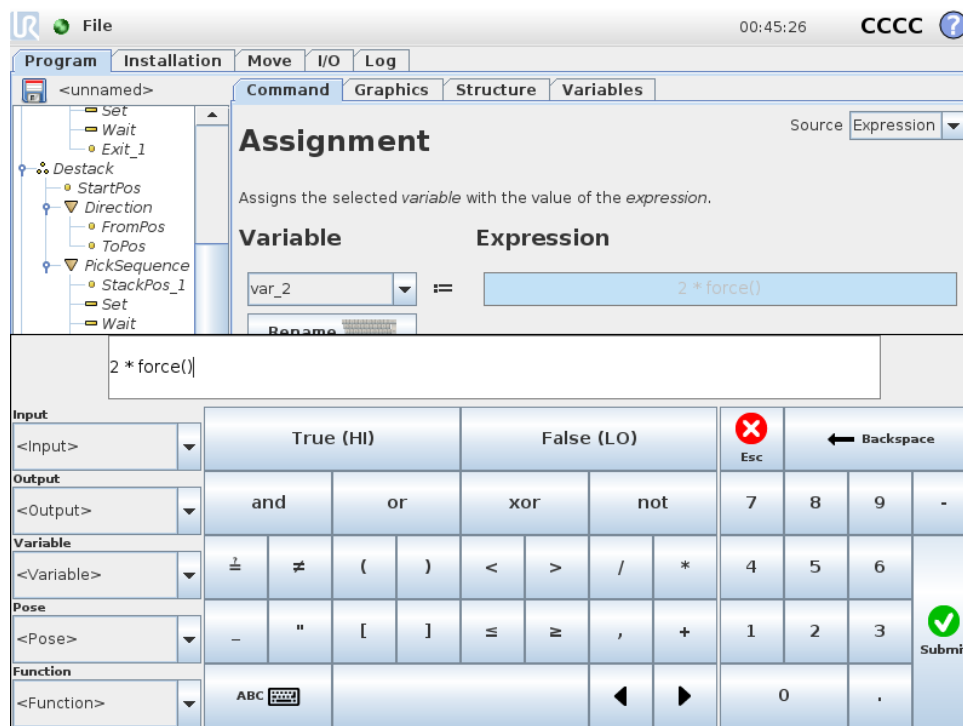 UR File 00:45:26 CCCC ?
Program Installation Move I/O Log
<unnamed> Command Graphics Structure Variables
Set
Wait
Exit_1
Destack
StartPos
Direction
FromPos
ToPos
PickSequence
StackPos_1
Set
Wait
Assignment
Source Expression
Assigns the selected variable with the value of the expression.
Variable Expression
var_2 := 2 * force()
Rename
2 * force()
Input
<Input>
Output
<Output>
Variable
<Variable>
Pose
<Pose>
Function
<Function>
True (HI) False (LO) Esc Backspace
and or xor not 7 8 9 -
≟ ≠ ( ) < > / * 4 5 6
_ " [ ] ≤ ≥ , + 1 2 3 Submi
ABC 0 .